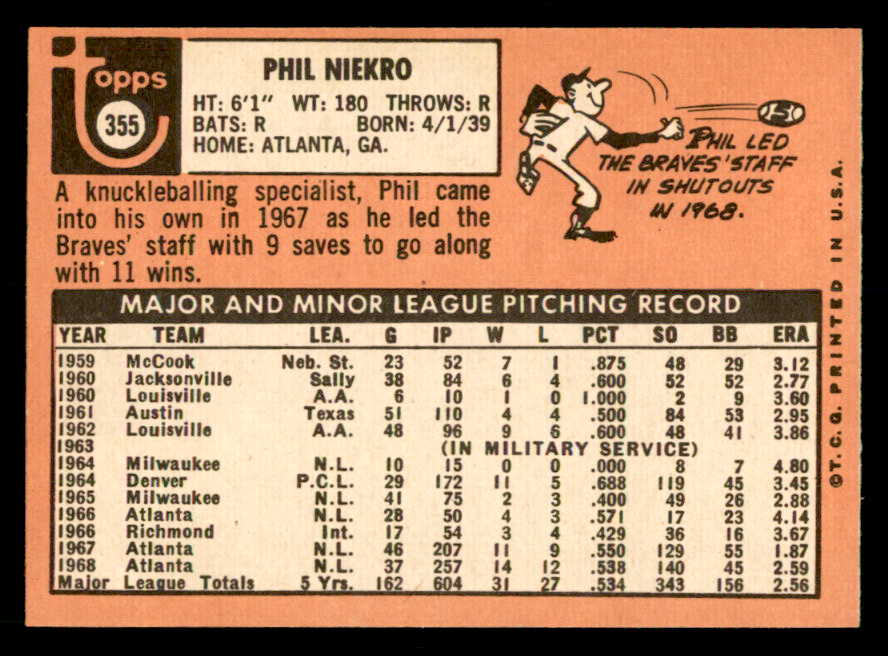 topps
355
PHIL NIEKRO
HT: 6'1" WT: 180 THROWS: R
BATS: R BORN: 4/1/39
HOME: ATLANTA, GA.
PHIL LED
THE BRAVES' STAFF
IN SHUTOUTS
IN 1968.
A knuckleballing specialist, Phil came
into his own in 1967 as he led the
Braves' staff with 9 saves to go along
with 11 wins.
MAJOR AND MINOR LEAGUE PITCHING RECORD
YEAR TEAM LEA. G IP W L PCT SO BB ERA
1959 McCook Neb. St. 23 52 7 1 .875 48 29 3.12
1960 Jacksonville Sally 38 84 6 4 .600 52 52 2.77
1960 Louisville A.A. 6 10 1 0 1.000 2 9 3.60
1961 Austin Texas 51 110 4 4 .500 84 53 2.95
1962 Louisville A.A. 48 96 9 6 .600 48 41 3.86
1963 (IN MILITARY SERVICE)
1964 Milwaukee N.L. 10 15 0 0 .000 8 7 4.80
1964 Denver P.C.L. 29 172 11 5 .688 119 45 3.45
1965 Milwaukee N.L. 41 75 2 3 .400 49 26 2.88
1966 Atlanta N.L. 28 50 4 3 .571 17 23 4.14
1966 Richmond Int. 17 54 3 4 .429 36 16 3.67
1967 Atlanta N.L. 46 207 11 9 .550 129 55 1.87
1968 Atlanta N.L. 37 257 14 12 .538 140 45 2.59
Major League Totals 5 Yrs. 162 604 31 27 .534 343 156 2.56
©T.C.G. PRINTED IN U.S.A.